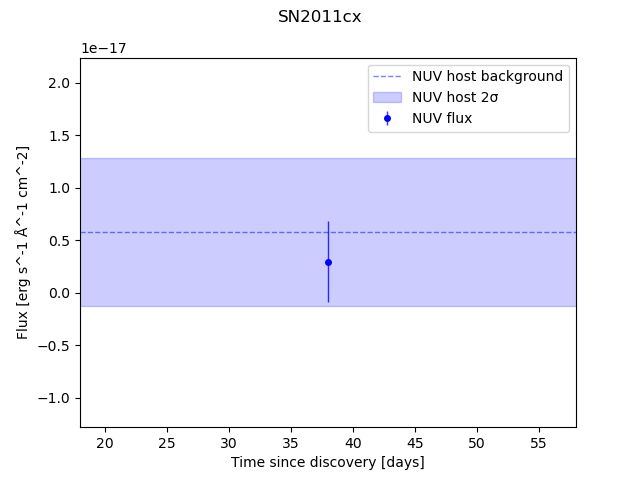 SN2011cx
1e−17
NUV host background
NUV host 2σ
NUV flux
2.0
1.5
1.0
0.5
0.0
−0.5
−1.0
Flux [erg s^-1 Å^-1 cm^-2]
20 25 30 35 40 45 50 55
Time since discovery [days]